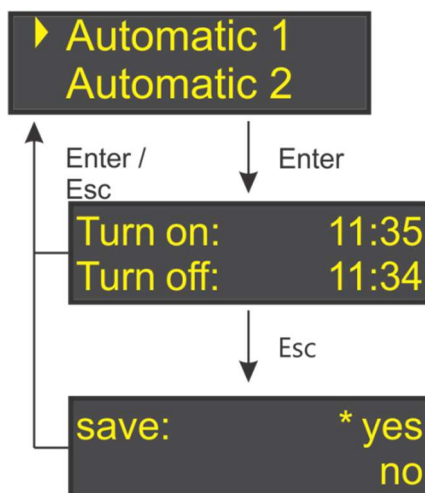 Automatic 1
Automatic 2
Enter /
Esc
Enter
Turn on: 11:35
Turn off: 11:34
Esc
save: * yes
no